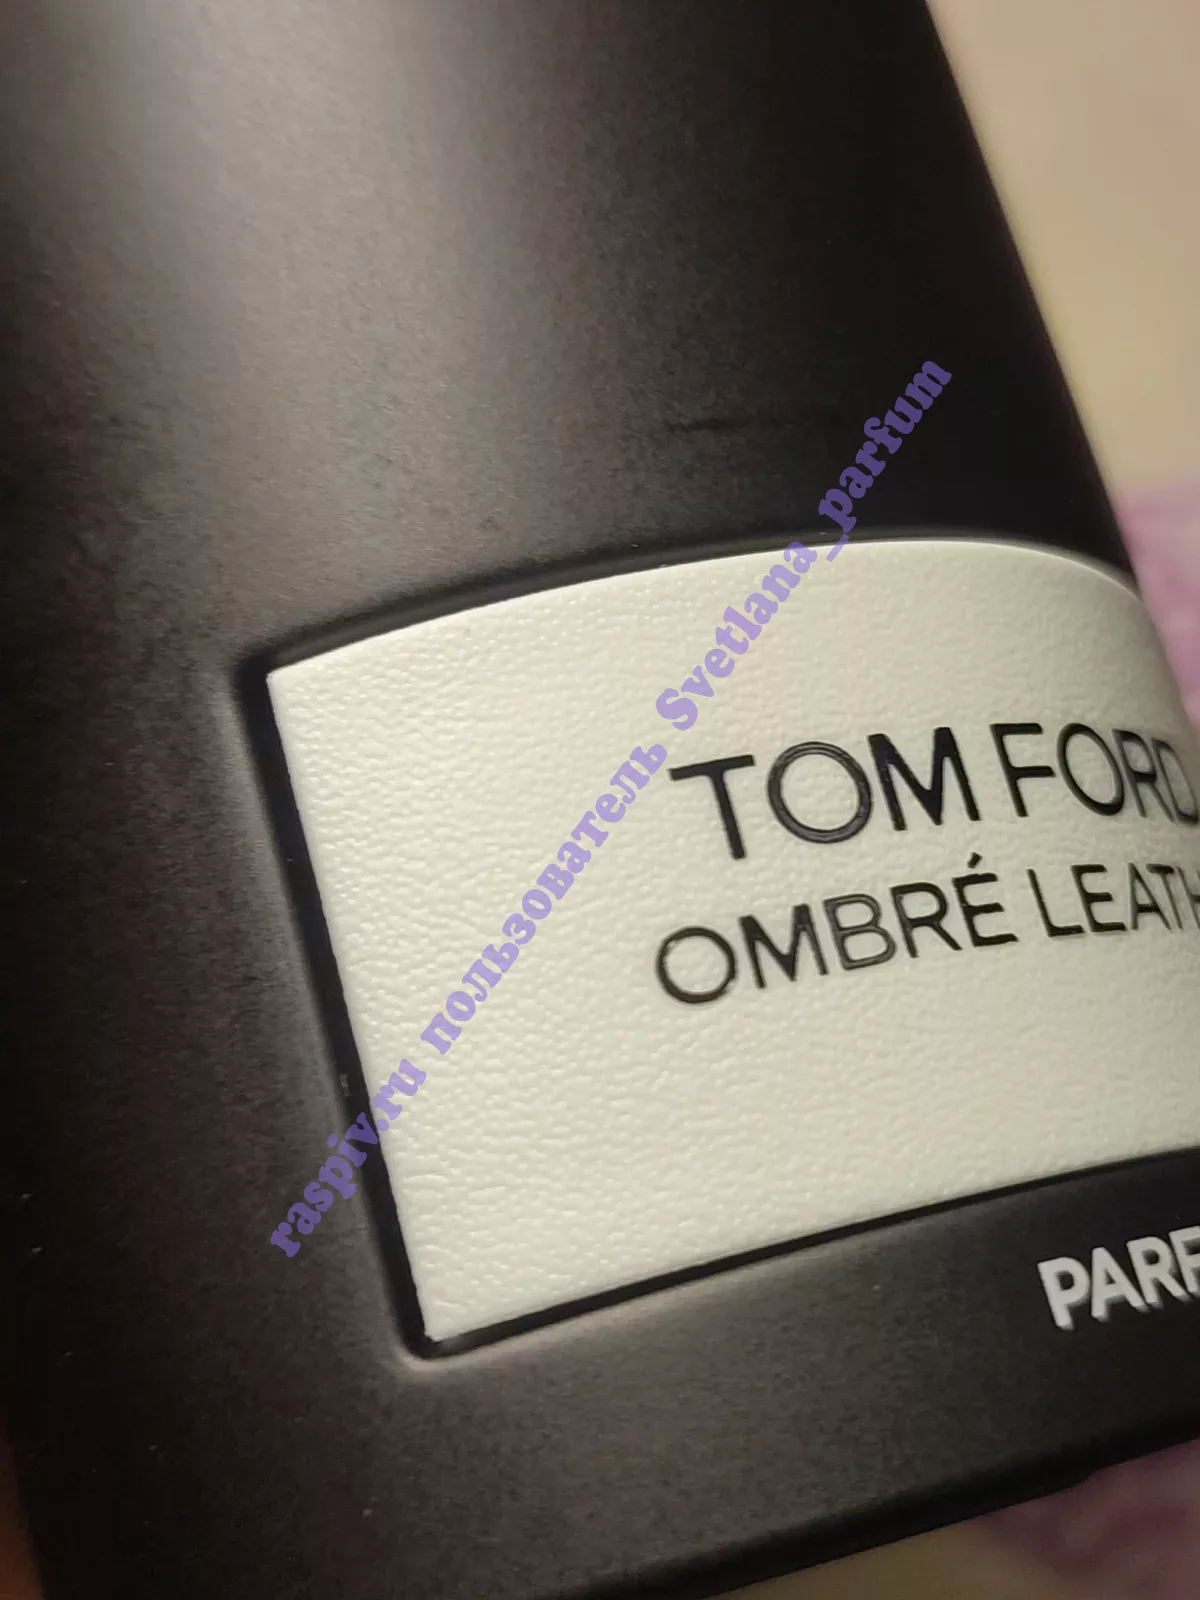 raspiv.ru пользователь Svetlana_parfum
TOM FORD
OMBRÉ LEATH
PARF